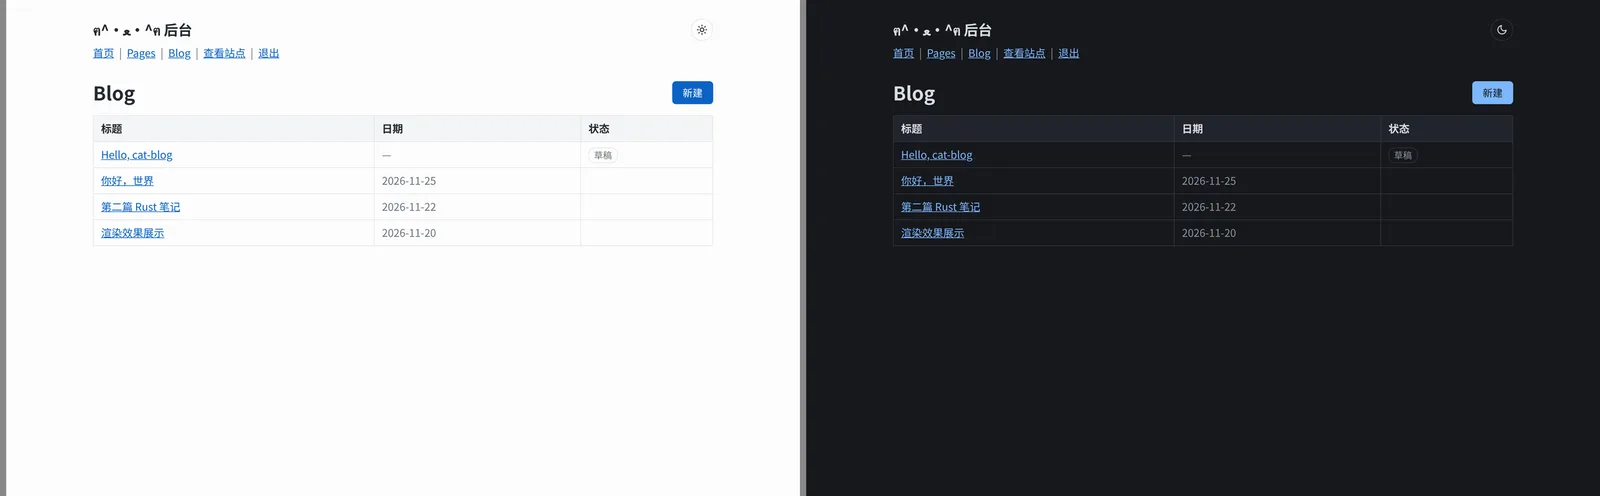 ฅ^•ﻌ•^ฅ 后台
首页 | Pages | Blog | 查看站点 | 退出
Blog
新建
标题 日期 状态
Hello, cat-blog — 草稿
你好，世界 2026-11-25
第二篇 Rust 笔记 2026-11-22
渲染效果展示 2026-11-20
ฅ^•ﻌ•^ฅ 后台
首页 | Pages | Blog | 查看站点 | 退出
Blog
新建
标题 日期 状态
Hello, cat-blog — 草稿
你好，世界 2026-11-25
第二篇 Rust 笔记 2026-11-22
渲染效果展示 2026-11-20